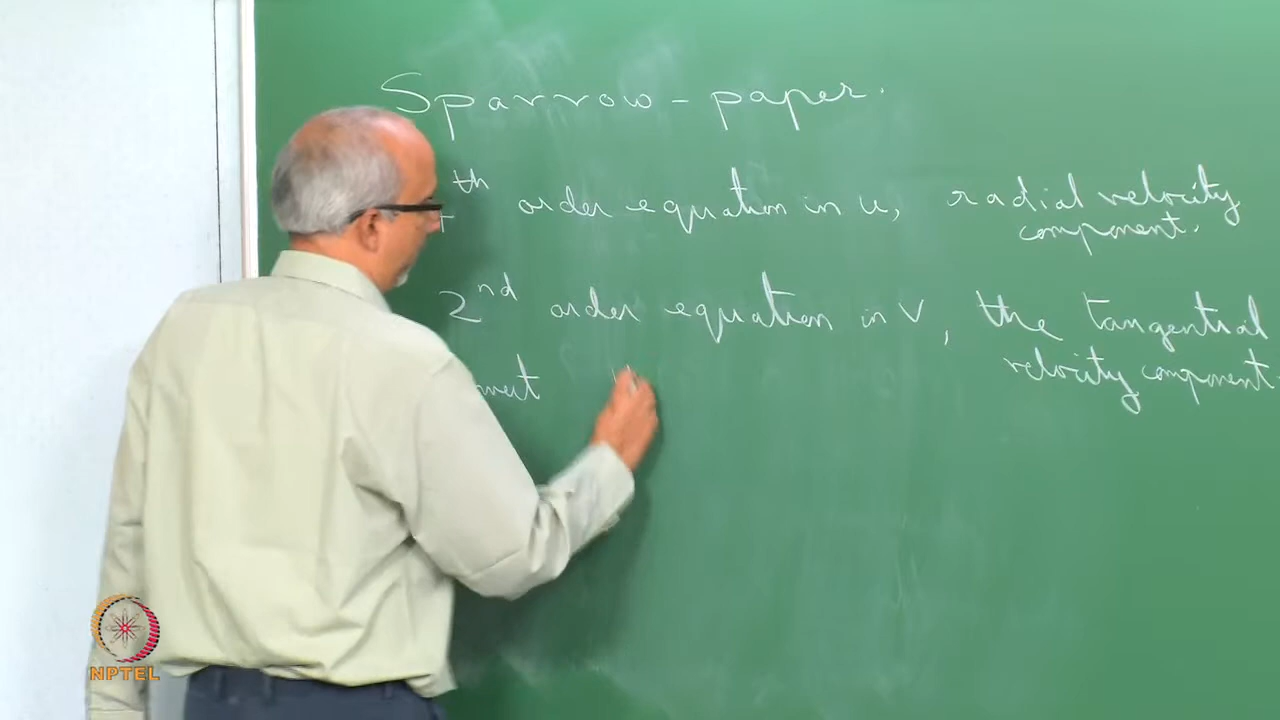 Sparrow - paper.
th order equation in u, radial velocity
component.
2nd order equation in v, the tangential
velocity component.
NPTEL